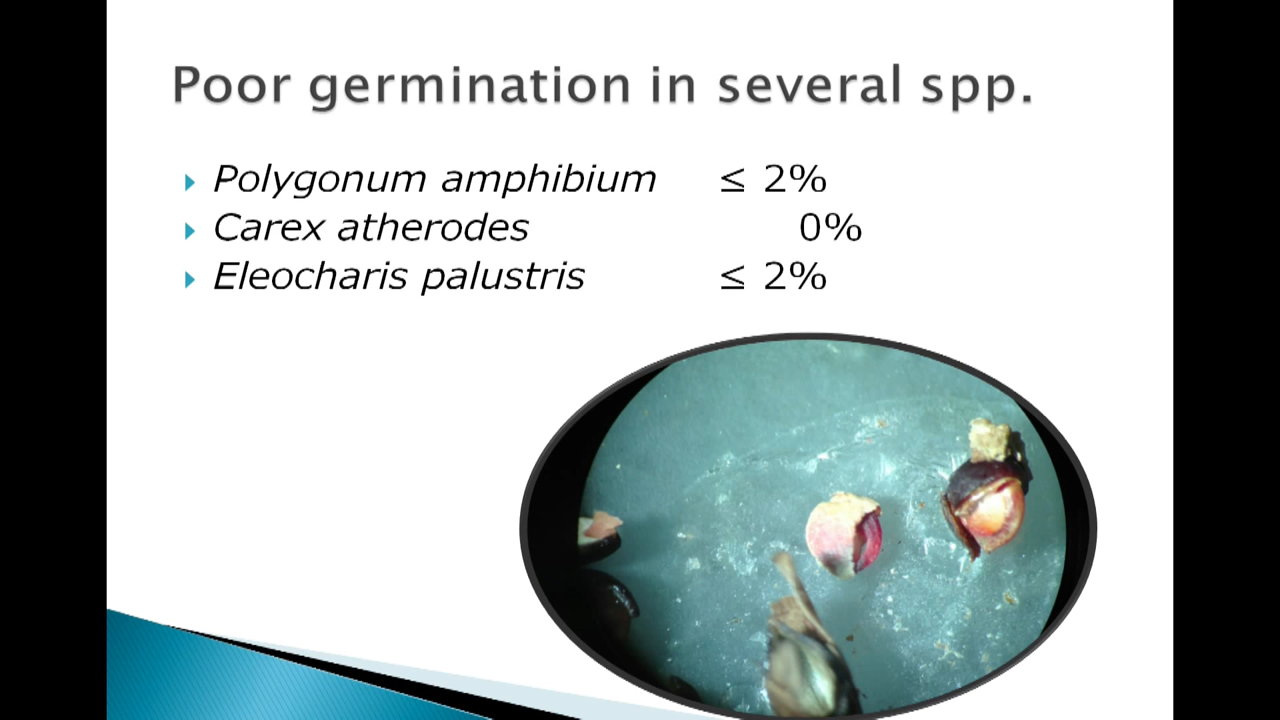 Poor germination in several spp.
Polygonum amphibium ≤ 2%
Carex atherodes 0%
Eleocharis palustris ≤ 2%